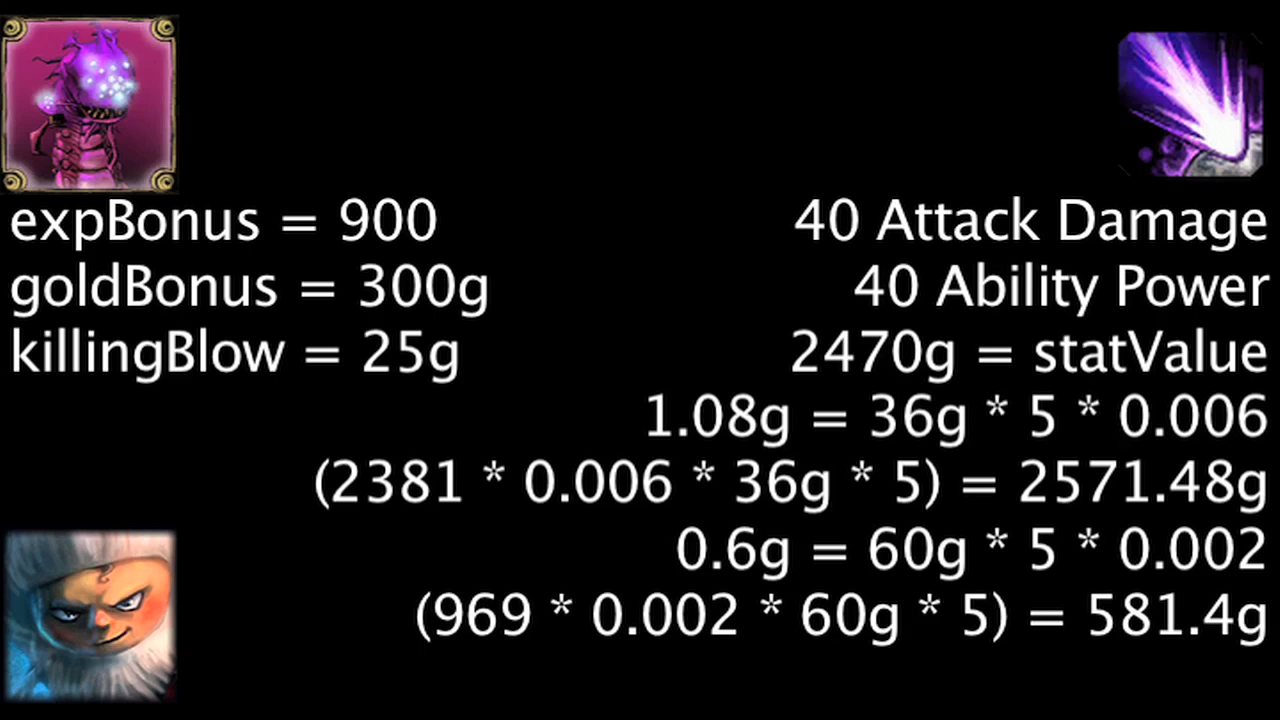 expBonus = 900
40 Attack Damage
goldBonus = 300g
40 Ability Power
killingBlow = 25g
2470g = statValue
1.08g = 36g * 5 * 0.006
(2381 * 0.006 * 36g * 5) = 2571.48g
0.6g = 60g * 5 * 0.002
(969 * 0.002 * 60g * 5) = 581.4g